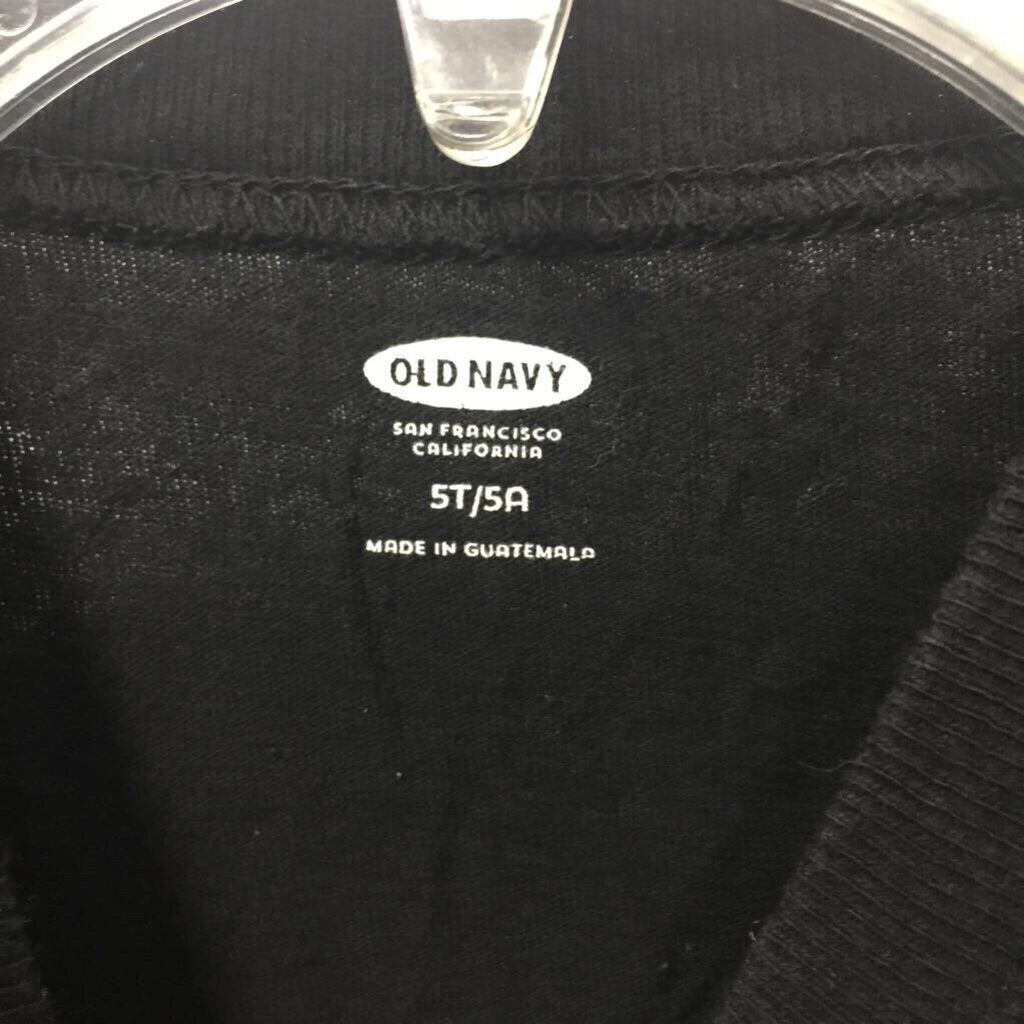 OLD NAVY
SAN FRANCISCO
CALIFORNIA
5T/5A
MADE IN GUATEMALA